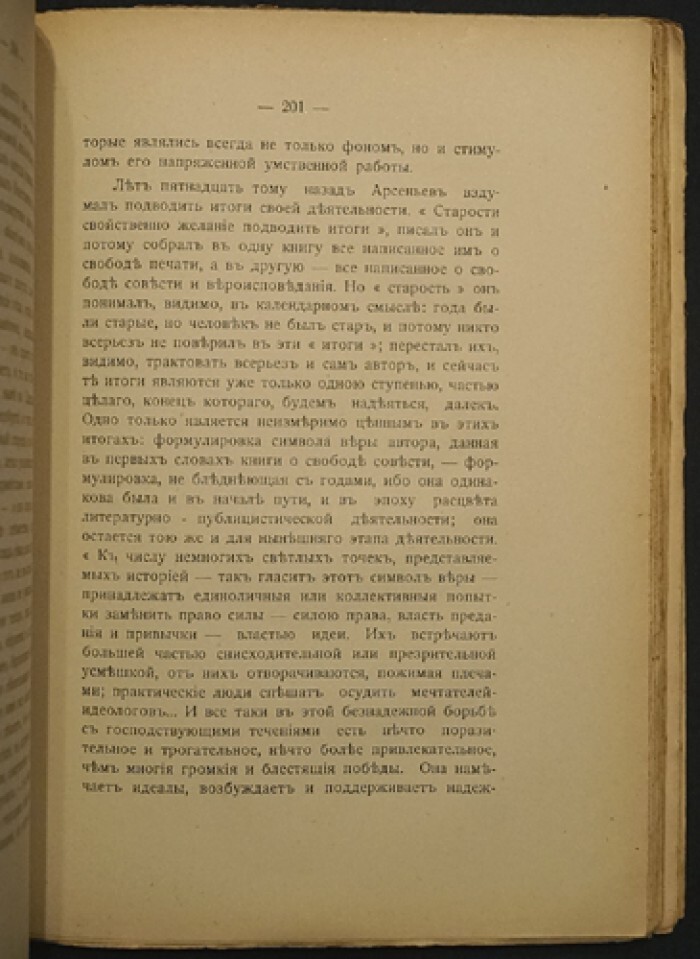 — 201 —
торые являлись всегда не только фономъ, но и стиму-
ломъ его напряженной умственной работы.
Лѣтъ пятнадцать тому назадъ Арсеньевъ взду-
малъ подводить итоги своей дѣятельности. « Старости
свойственно желаніе подводить итоги », писалъ онъ и
потому собралъ въ одну книгу все написанное имъ о
свободѣ печати, а въ другую — все написанное о сво-
бодѣ совѣсти и вѣроисповѣданія. Но « старость » онъ
понималъ, видимо, въ календарномъ смыслѣ: года бы-
ли старые, но человѣкъ не былъ старъ, и потому никто
всерьезъ не повѣрилъ въ эти « итоги »; пересталъ ихъ,
видимо, трактовать всерьезъ и самъ авторъ, и сейчасъ
тѣ итоги являются уже только одною ступенью, частью
цѣлаго, конецъ котораго, будемъ надѣяться, далекъ.
Одно только является неизмѣримо цѣннымъ въ этихъ
итогахъ: формулировка символа вѣры автора, данная
въ первыхъ словахъ книги о свободѣ совѣсти, — фор-
мулировка, не блѣднѣющая съ годами, ибо она одина-
кова была и въ началѣ пути, и въ эпоху расцвѣта
литературно - публицистической дѣятельности; она
остается тою же и для нынѣшняго этапа дѣятельности.
« Къ числу немногихъ свѣтлыхъ точекъ, представляе-
мыхъ исторіей — такъ гласитъ этотъ символъ вѣры —
принадлежатъ единоличныя или коллективныя попыт-
ки замѣнить право силы — силою права, власть преда-
нія и привычки — властью идеи. Ихъ встрѣчаютъ
большей частью снисходительной или презрительной
усмѣшкой, отъ нихъ отворачиваются, пожимая плеча-
ми; практическіе люди спѣшатъ осудить мечтателей-
идеологовъ... И все таки въ этой безнадежной борьбѣ
съ господствующими теченіями есть нѣчто порази-
тельное и трогательное, нѣчто болѣе привлекательное,
чѣмъ многія громкія и блестящія побѣды. Она намѣ-
чаетъ идеалы, возбуждаетъ и поддерживаетъ надеж-